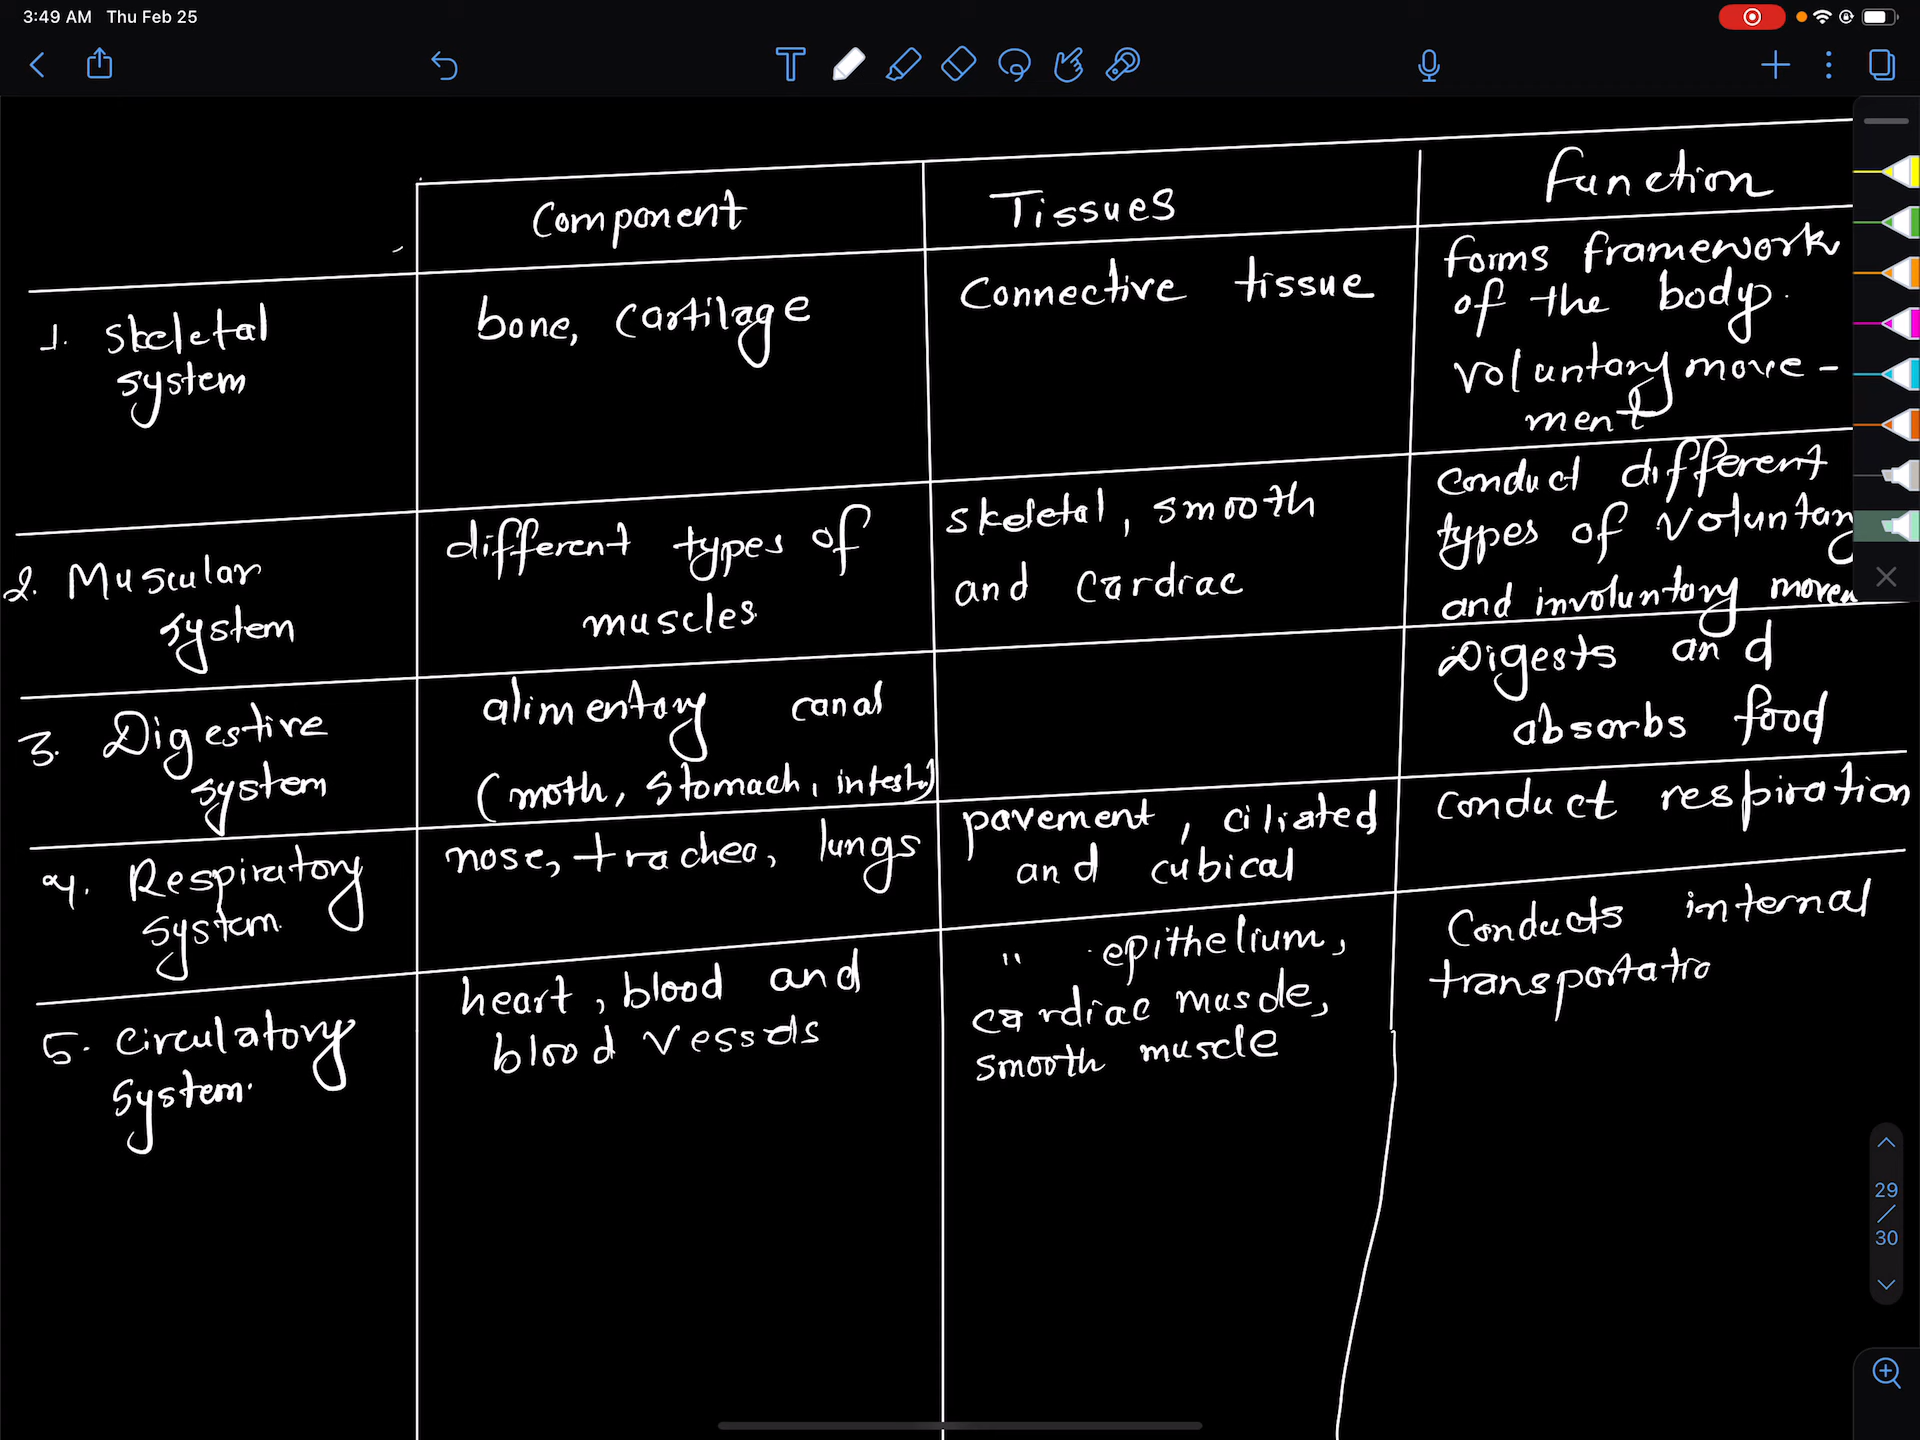 3:49 AM Thu Feb 25
Component Tissues Function
1. Skeletal system
bone, cartilage
Connective tissue
forms framework
of the body.
voluntary move-
ment
2. Muscular
system
different types of
muscles
skeletal, smooth
and cardiac
conduct different
types of voluntary
and involuntary movem
3. Digestive
system
alimentary canal
(moth, stomach, intest)
Digests and
absorbs food
4. Respiratory
system.
nose, trachea, lungs
pavement, ciliated
and cubical
conduct respiration
5. Circulatory
system.
heart, blood and
blood vessels
" epithelium,
cardiac muscle,
smooth muscle
Conducts internal
transportatio
29
/
30